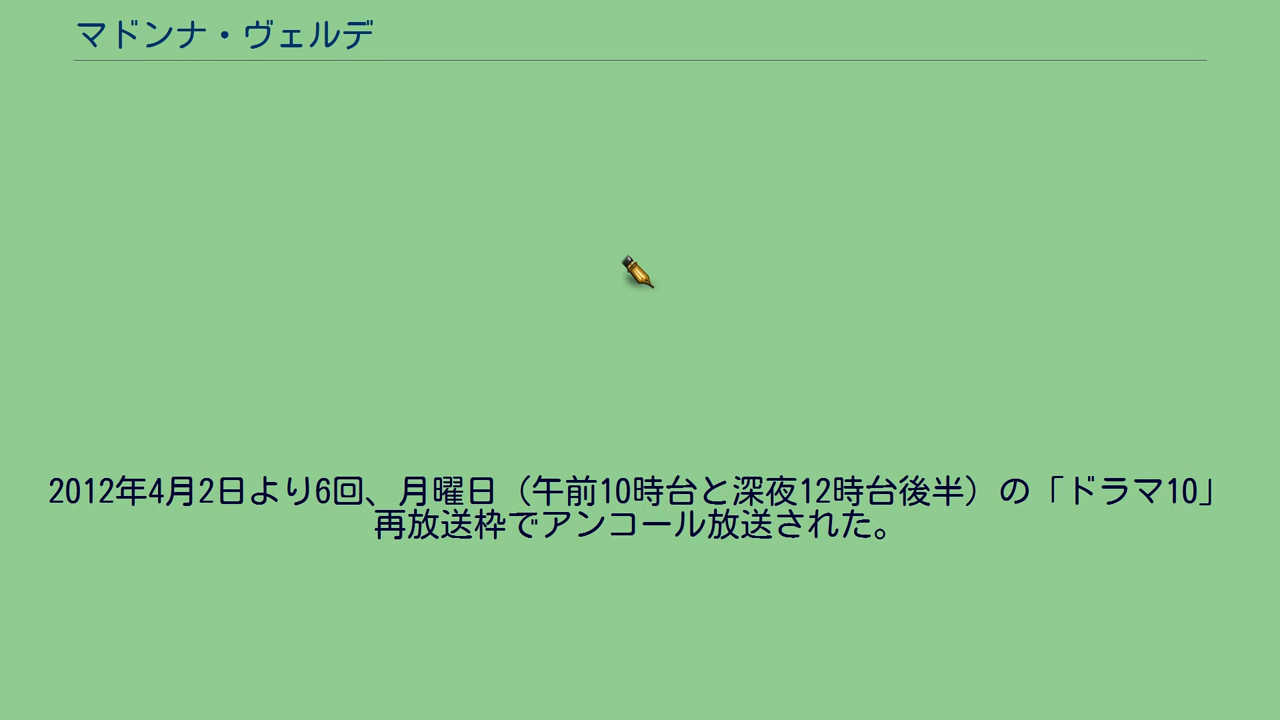 マドンナ・ヴェルデ
2012年4月2日より6回、月曜日（午前10時台と深夜12時台後半）の「ドラマ10」
再放送枠でアンコール放送された。